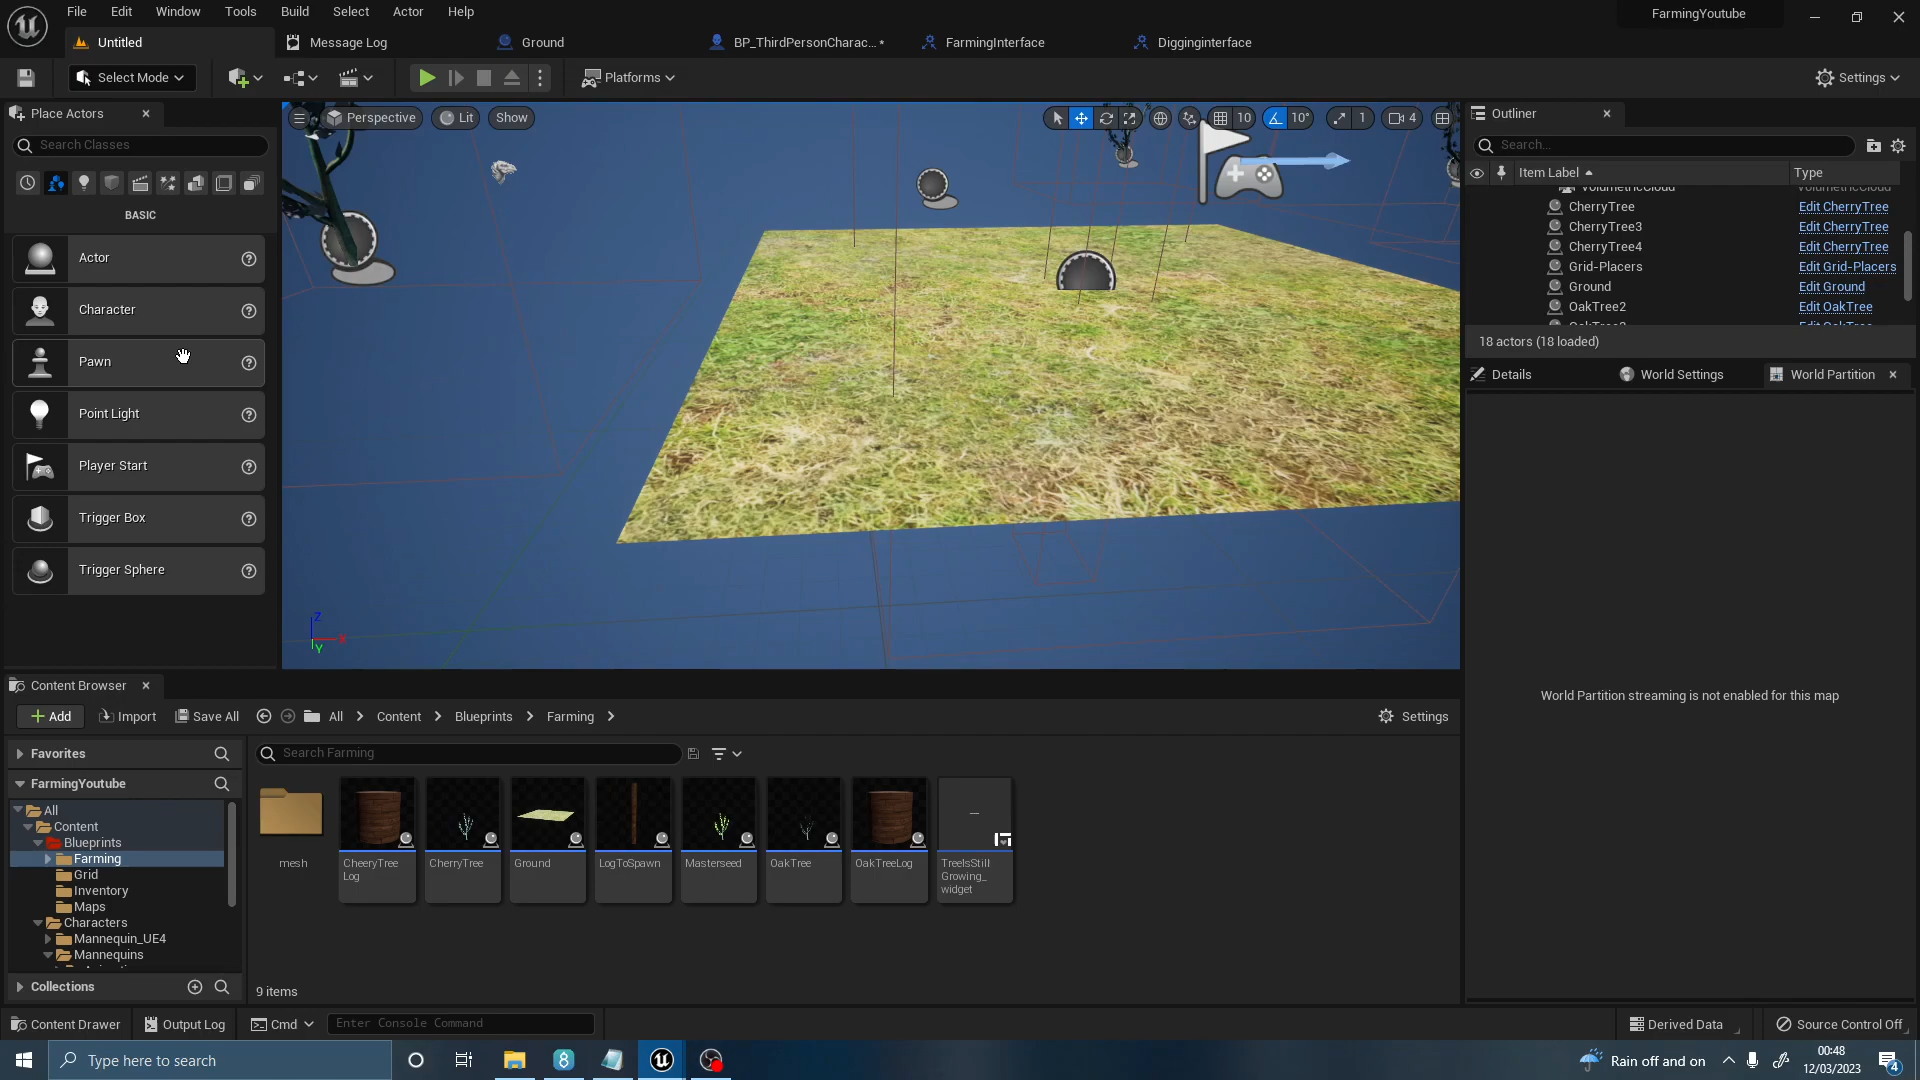 File Edit Window Tools Build Select Actor Help
FarmingYoutube
Untitled
Message Log
Ground
BP_ThirdPersonCharac... *
FarmingInterface
Digginginterface
Select Mode
Platforms
Settings
Place Actors
Search Classes
BASIC
Actor
Character
Pawn
Point Light
Player Start
Trigger Box
Trigger Sphere
Perspective
Lit
Show
10
10°
1
4
Z
X
Y
Outliner
Search...
Item Label
Type
VolumetricCloud VolumetricCloud
CherryTree Edit CherryTree
CherryTree3 Edit CherryTree
CherryTree4 Edit CherryTree
Grid-Placers Edit Grid-Placers
Ground Edit Ground
OakTree2 Edit OakTree
18 actors (18 loaded)
Details
World Settings
World Partition
World Partition streaming is not enabled for this map
Content Browser
Add
Import
Save All
All
Content
Blueprints
Farming
Settings
Favorites
FarmingYoutube
All
Content
Blueprints
Farming
Grid
Inventory
Maps
Characters
Mannequin_UE4
Mannequins
Collections
Search Farming
mesh
CheeryTree
Log
CherryTree
Ground
LogToSpawn
Masterseed
OakTree
OakTreeLog
TreeIsStill
Growing_
widget
9 items
Content Drawer
Output Log
Cmd
Enter Console Command
Derived Data
Source Control Off
Type here to search
Rain off and on
00:48
12/03/2023
4